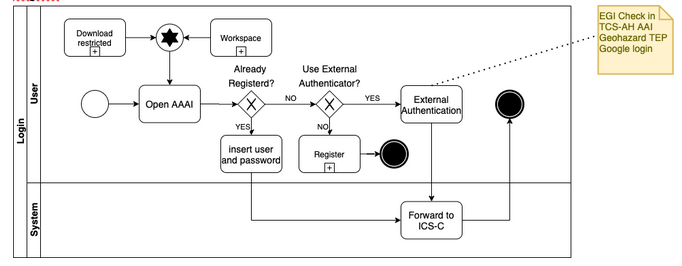 Download
restricted
Workspace
EGI Check in
TCS-AH AAI
Geohazard TEP
Google login
Already
Registerd?
Use External
Authenticator?
Login
User
Open AAAI
X
NO
X
YES
External
Authentication
YES
NO
insert user
and password
Register
System
Forward to
ICS-C